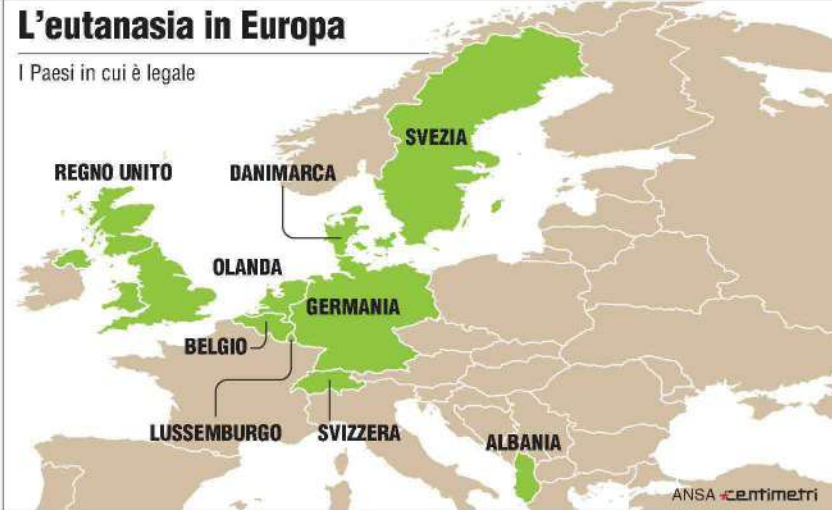 L'eutanasia in Europa
I Paesi in cui è legale
SVEZIA
REGNO UNITO
DANIMARCA
OLANDA
GERMANIA
BELGIO
LUSSEMBURGO
SVIZZERA
ALBANIA
ANSA centimetri